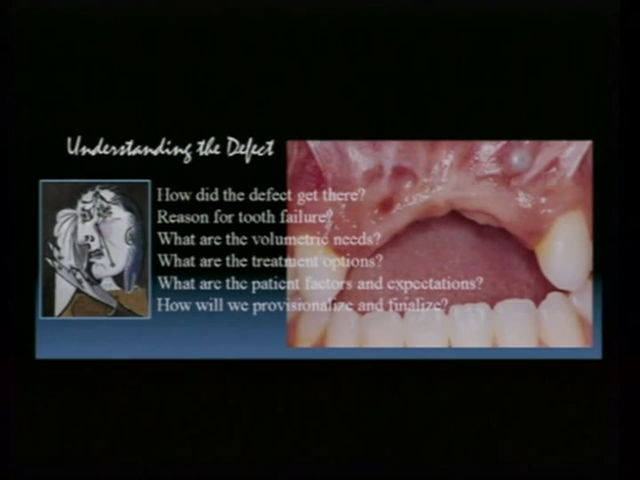 Understanding the Defect
How did the defect get there?
Reason for tooth failure?
What are the volumetric needs?
What are the treatment options?
What are the patient factors and expectations?
How will we provisionalize and finalize?